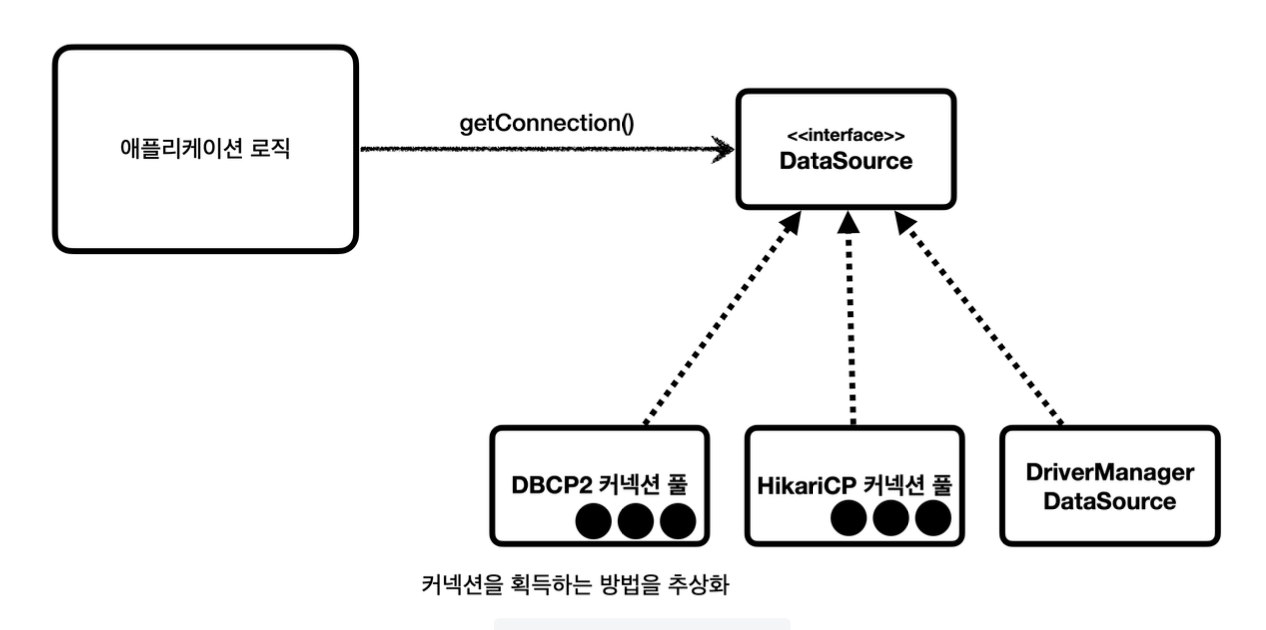 애플리케이션 로직
getConnection()
<<interface>>
DataSource
DBCP2 커넥션 풀
HikariCP 커넥션 풀
DriverManager
DataSource
커넥션을 획득하는 방법을 추상화